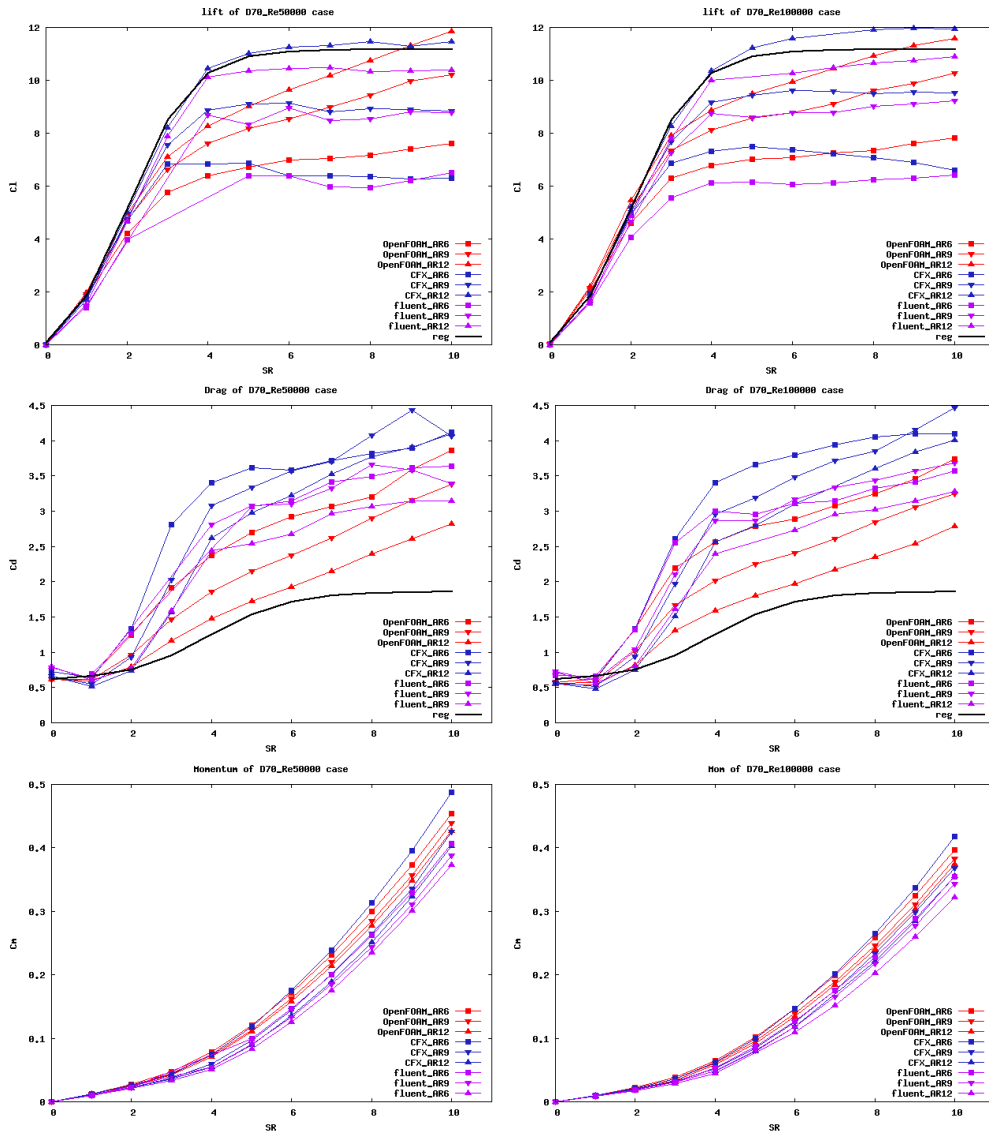 lift of D70_Re50000 case
12
10
8
Cl
6
4
2
0
0 2 4 6 8 10
SR
OpenFOAM_AR6
OpenFOAM_AR9
OpenFOAM_AR12
CFX_AR6
CFX_AR9
CFX_AR12
fluent_AR6
fluent_AR9
fluent_AR12
reg
lift of D70_Re100000 case
12
10
8
Cl
6
4
2
0
0 2 4 6 8 10
SR
OpenFOAM_AR6
OpenFOAM_AR9
OpenFOAM_AR12
CFX_AR6
CFX_AR9
CFX_AR12
fluent_AR6
fluent_AR9
fluent_AR12
reg
Drag of D70_Re50000 case
4.5
4
3.5
3
2.5
Cd
2
1.5
1
0.5
0
0 2 4 6 8 10
SR
OpenFOAM_AR6
OpenFOAM_AR9
OpenFOAM_AR12
CFX_AR6
CFX_AR9
CFX_AR12
fluent_AR6
fluent_AR9
fluent_AR12
reg
Drag of D70_Re100000 case
4.5
4
3.5
3
2.5
Cd
2
1.5
1
0.5
0
0 2 4 6 8 10
SR
OpenFOAM_AR6
OpenFOAM_AR9
OpenFOAM_AR12
CFX_AR6
CFX_AR9
CFX_AR12
fluent_AR6
fluent_AR9
fluent_AR12
reg
Momentum of D70_Re50000 case
0.5
0.4
0.3
Cm
0.2
0.1
0
0 2 4 6 8 10
SR
OpenFOAM_AR6
OpenFOAM_AR9
OpenFOAM_AR12
CFX_AR6
CFX_AR9
CFX_AR12
fluent_AR6
fluent_AR9
fluent_AR6
Mom of D70_Re100000 case
0.5
0.4
0.3
Cm
0.2
0.1
0
0 2 4 6 8 10
SR
OpenFOAM_AR6
OpenFOAM_AR9
OpenFOAM_AR12
CFX_AR6
CFX_AR9
CFX_AR12
fluent_AR6
fluent_AR9
fluent_AR12